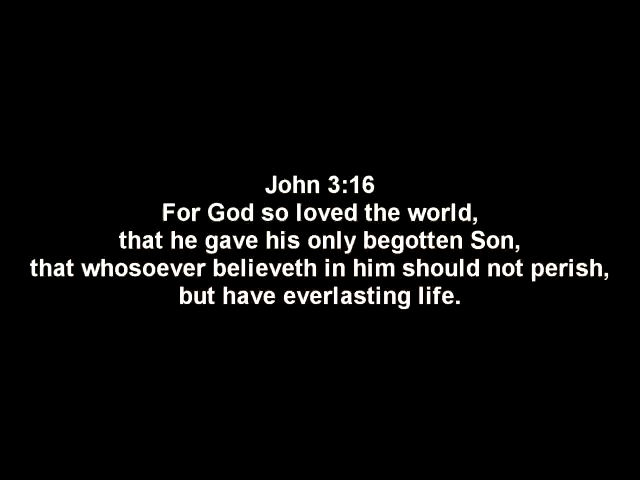 John 3:16
For God so loved the world,
that he gave his only begotten Son,
that whosoever believeth in him should not perish,
but have everlasting life.